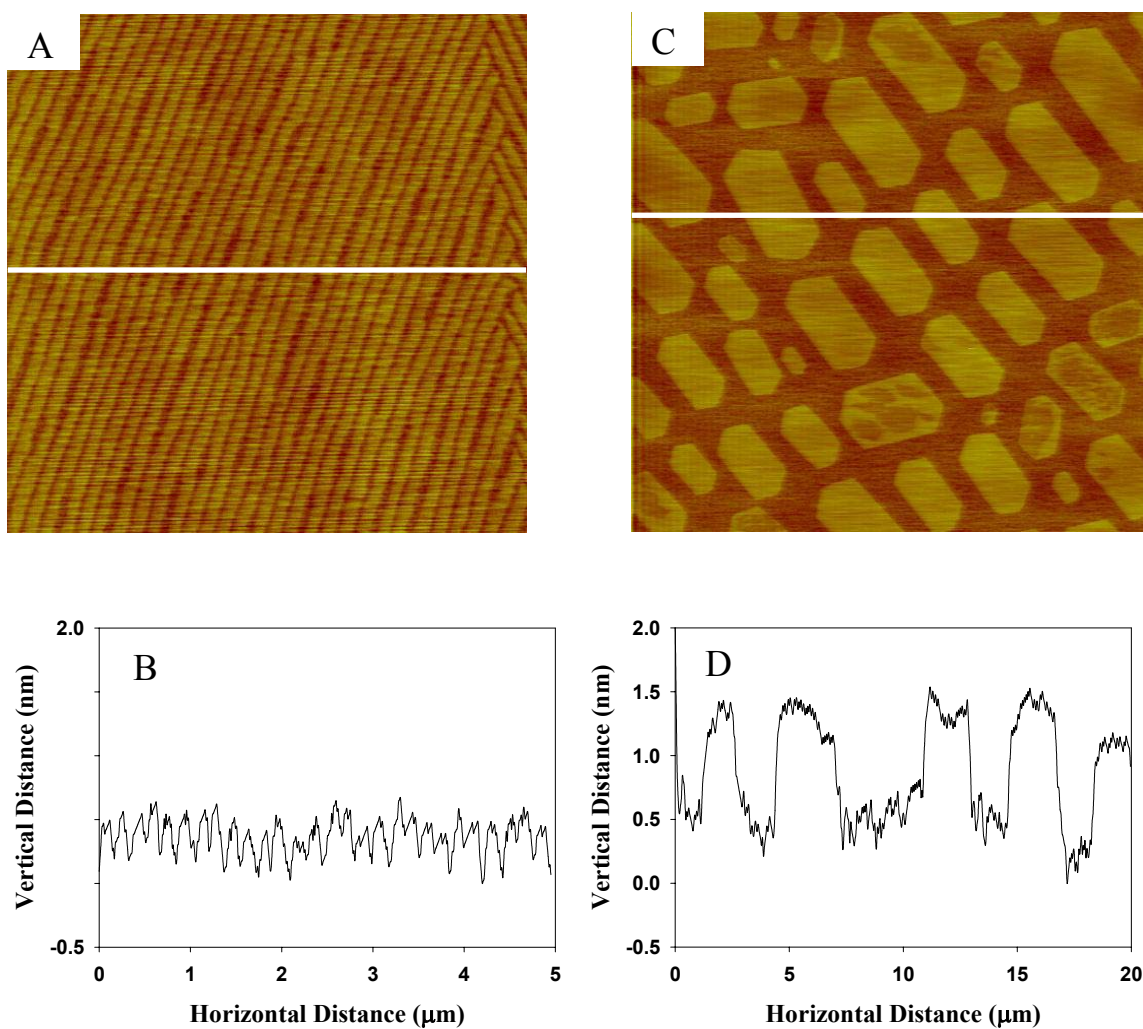 A
C
2.0
-0.5
B
Vertical Distance (nm)
0 1 2 3 4 5
Horizontal Distance (μm)
2.0
1.5
1.0
0.5
0.0
-0.5
D
Vertical Distance (nm)
0 5 10 15 20
Horizontal Distance (μm)